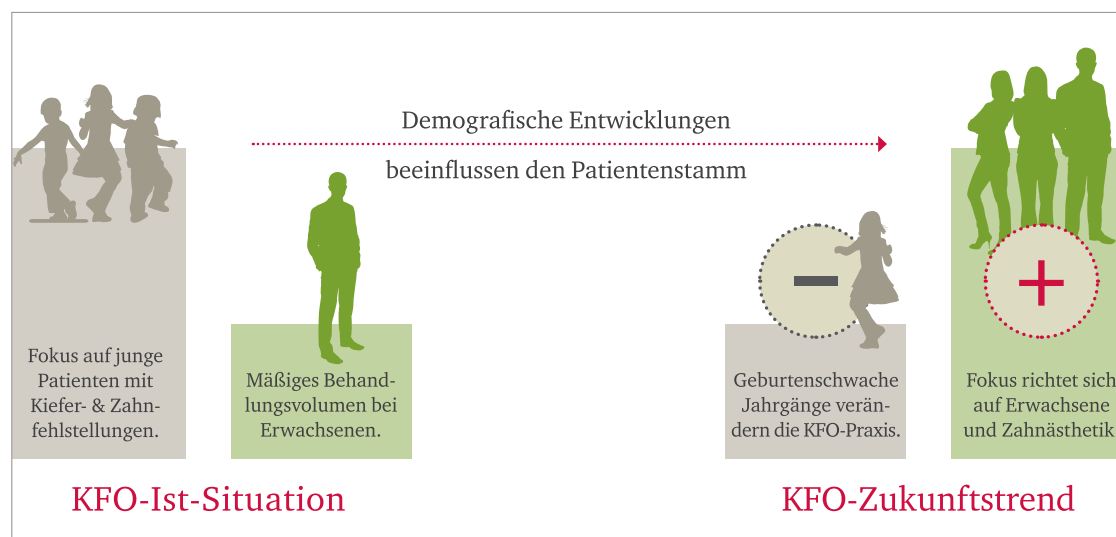 Demografische Entwicklungen
beeinflussen den Patientenstamm
Fokus auf junge
Patienten mit
Kiefer- & Zahn-
fehlstellungen.
Mäßiges Behand-
lungsvolumen bei
Erwachsenen.
Geburtenschwache
Jahrgänge verän-
dern die KFO-Praxis.
Fokus richtet sich
auf Erwachsene
und Zahnästhetik
KFO-Ist-Situation
KFO-Zukunftstrend